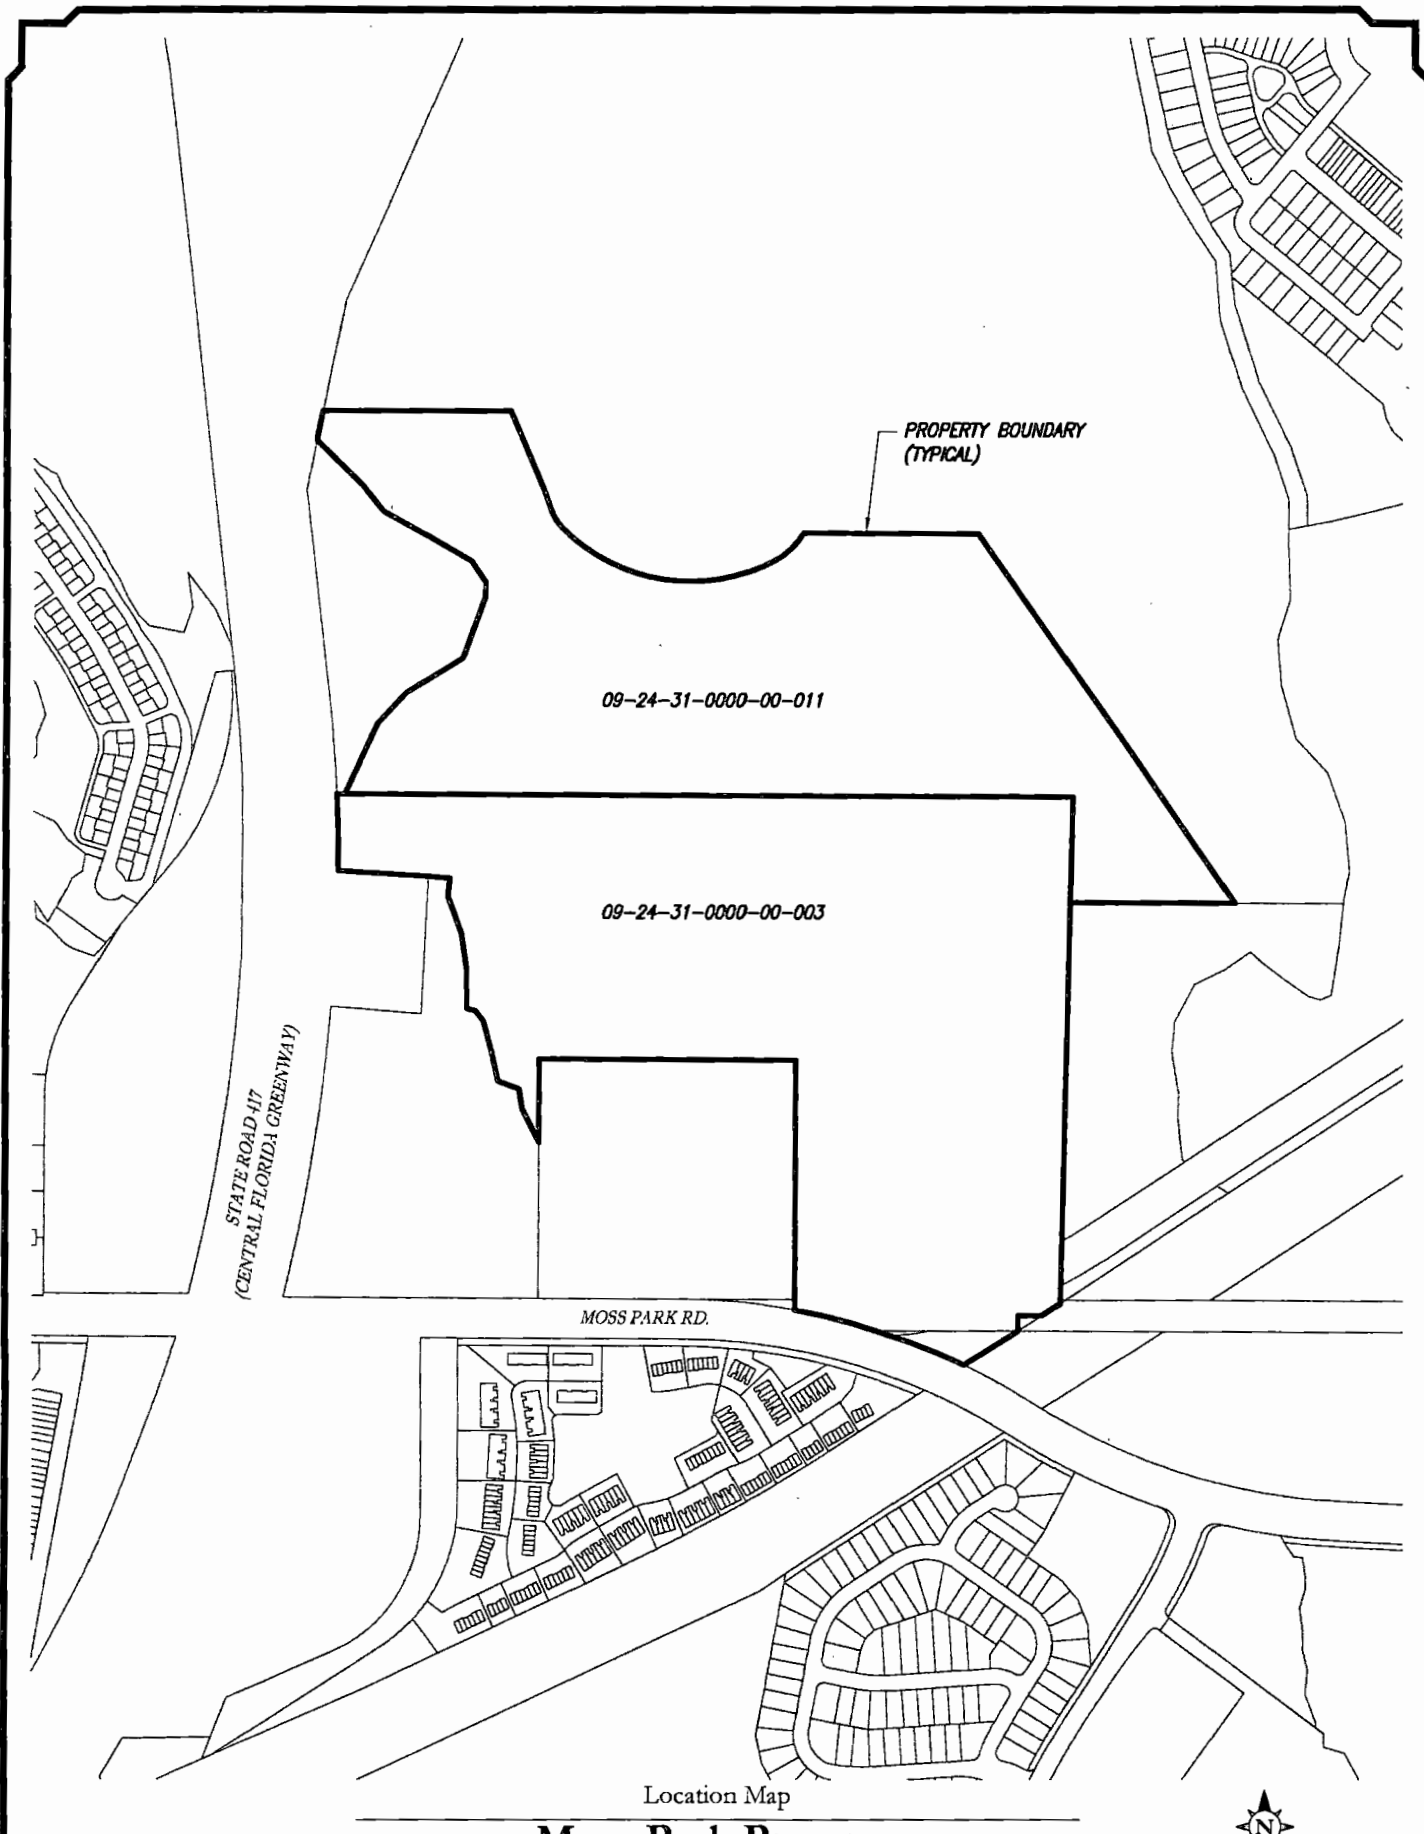 PROPERTY BOUNDARY
(TYPICAL)
09-24-31-0000-00-011
09-24-31-0000-00-003
STATE ROAD 417
(CENTRAL FLORIDA GREENWAY)
MOSS PARK RD.
Location Map
N